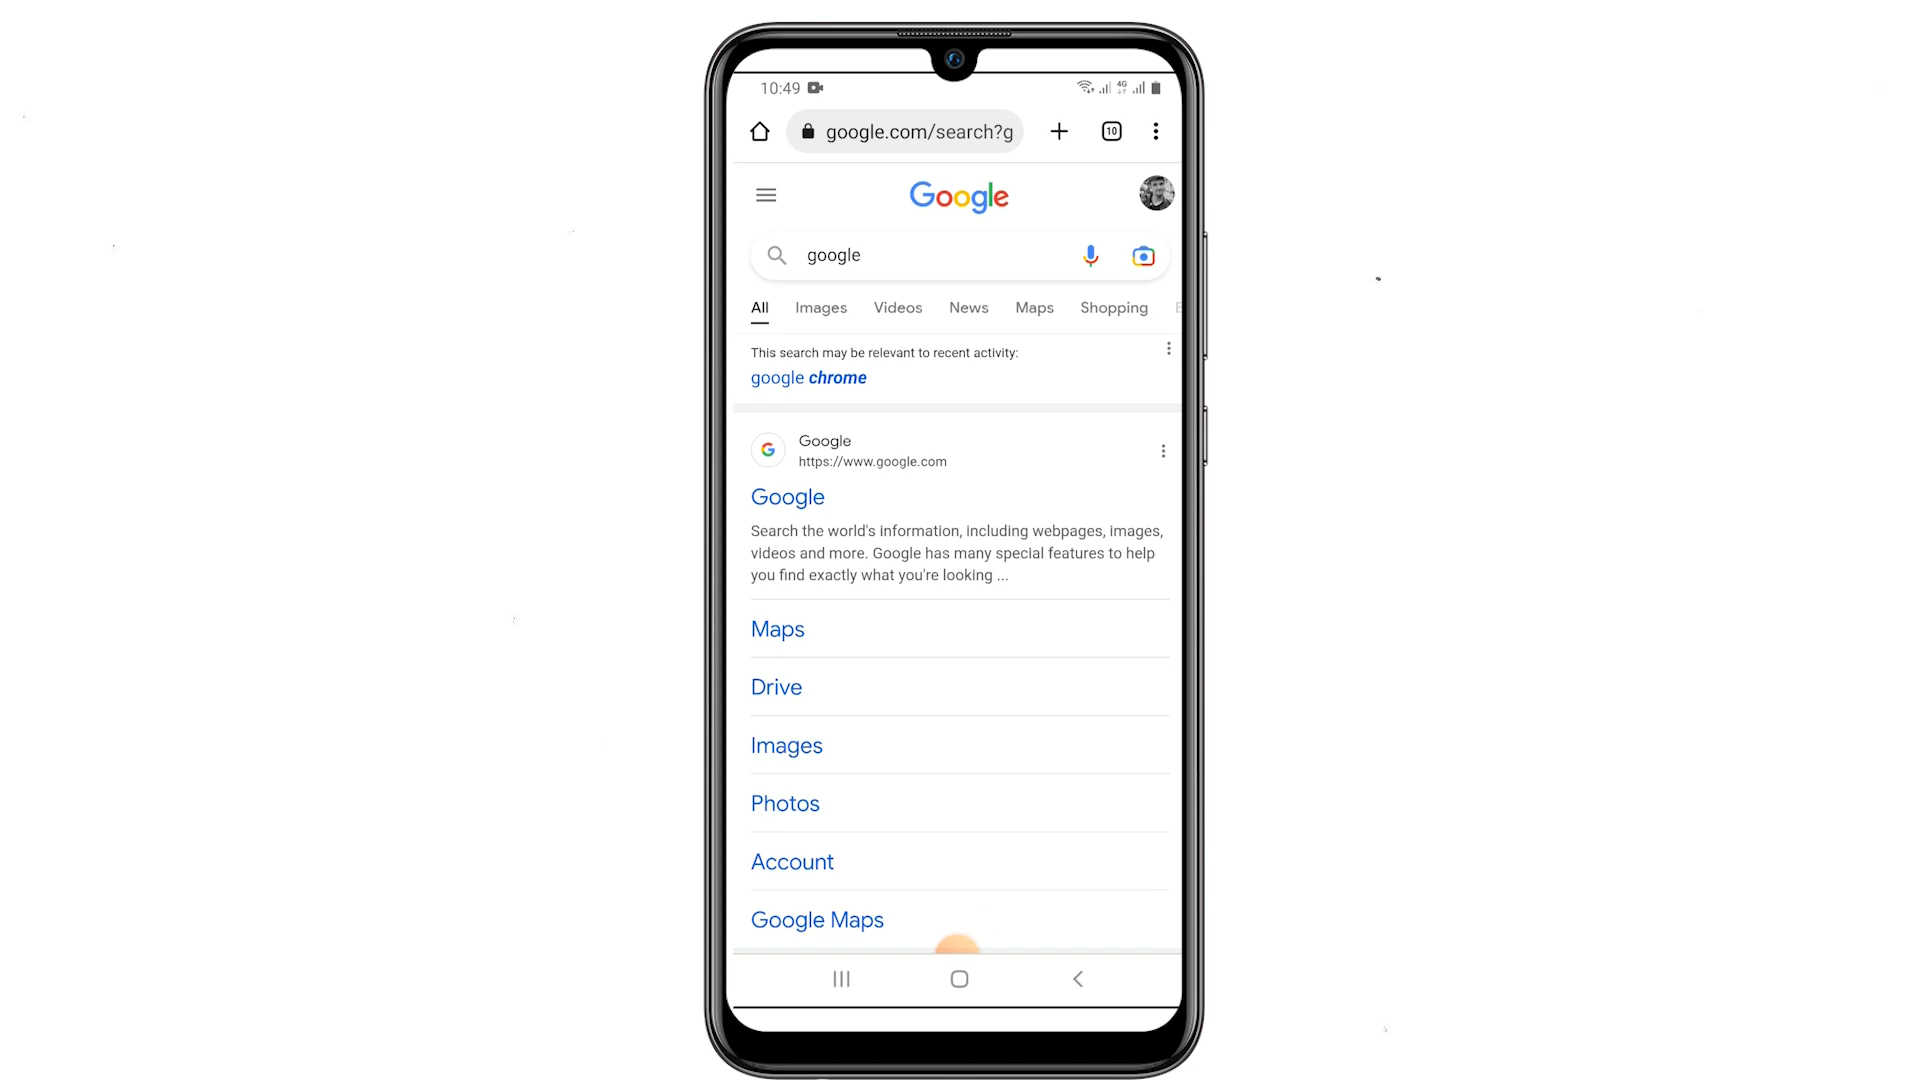 10:49
4G
google.com/search?g
10
Google
google
All Images Videos News Maps Shopping
This search may be relevant to recent activity:
google chrome
G
Google
https://www.google.com
Google
Search the world's information, including webpages, images,
videos and more. Google has many special features to help
you find exactly what you're looking ...
Maps
Drive
Images
Photos
Account
Google Maps